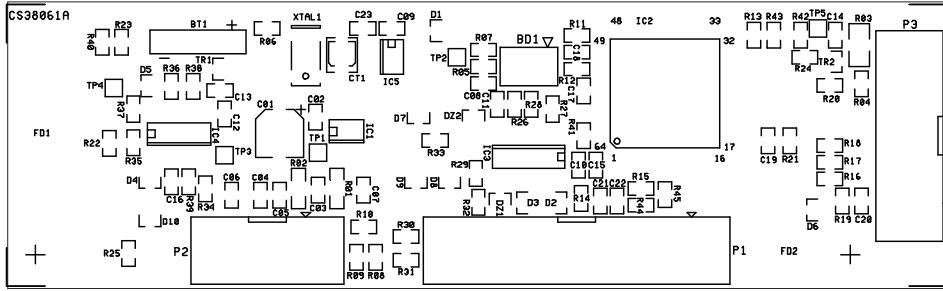 CS38061A
R40
R23
BT1
R06
XTAL1
C23
C09
D1
R11
48
IC2
33
R13
R43
R42
TP5
C14
R03
P3
49
32
R07
BD1
C18
TP2
R05
TR1
D5
R36
R38
CT1
IC5
R12
R24
TR2
TP4
C13
C08
C11
C17
R20
R04
R37
C01
C02
R26
R28
R27
C12
D7
DZ2
R41
FD1
IC4
IC1
TP1
R33
64
17
R22
R35
TP3
IC3
1
16
C19
R21
R18
R17
R16
R02
R29
C10
C15
D4
C16
R39
R34
C06
C04
C05
C03
R01
C07
D9
D8
R32
DZ1
D3
D2
R14
C21
C22
R15
R44
R45
R19
C20
D10
R10
R30
D6
R25
P2
R09
R08
R31
P1
FD2